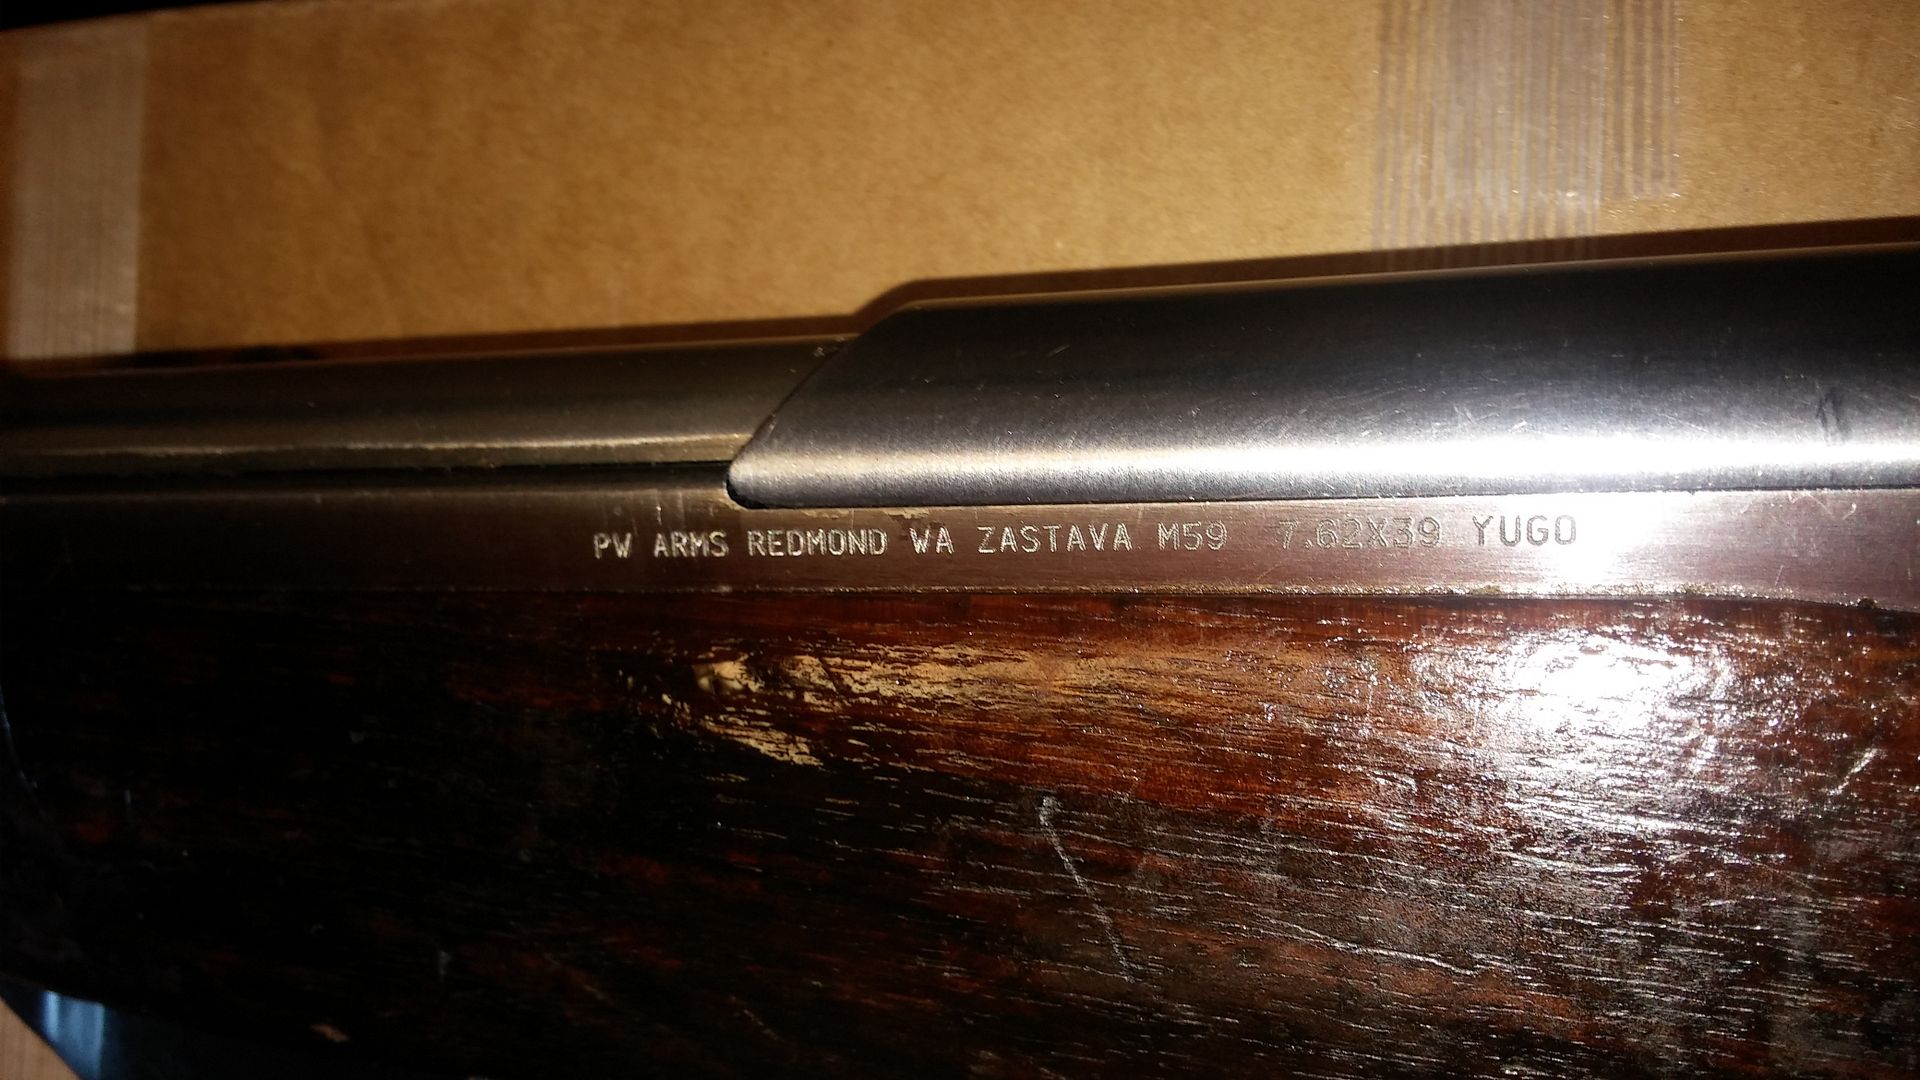 PW ARMS REDMOND WA ZASTAVA M59 7.62X39 YUGO